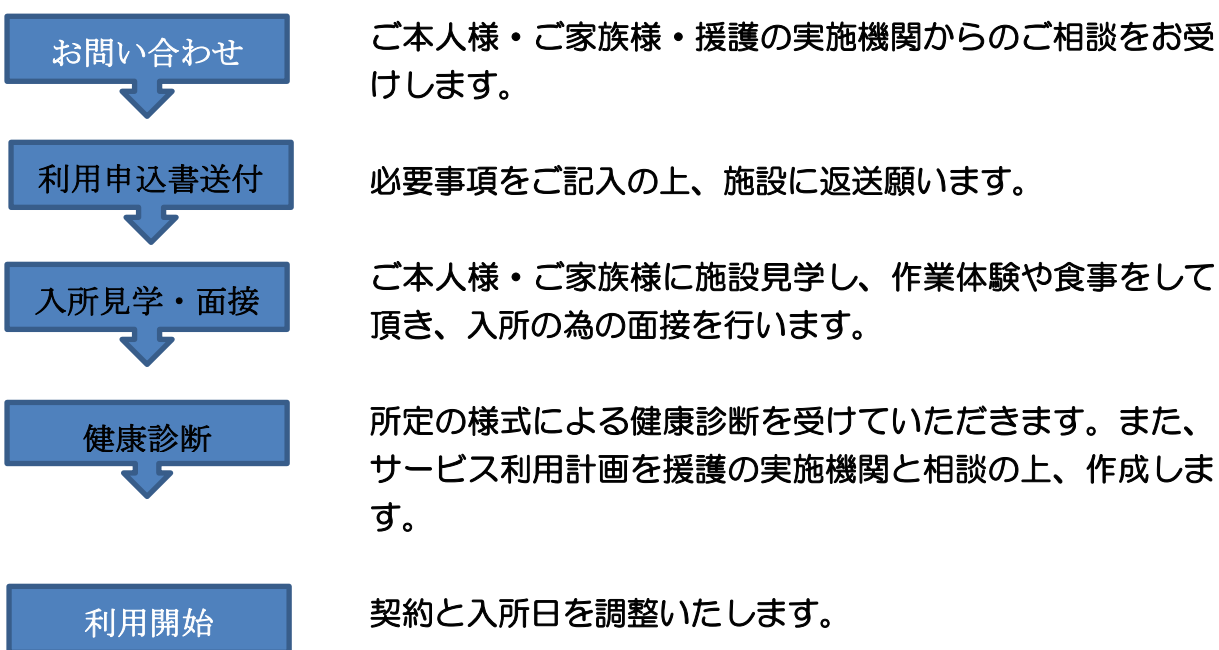 お問い合わせ
ご本人様・ご家族様・援護の実施機関からのご相談をお受
けします。
利用申込書送付
必要事項をご記入の上、施設に返送願います。
入所見学・面接
ご本人様・ご家族様に施設見学し、作業体験や食事をして
頂き、入所の為の面接を行います。
健康診断
所定の様式による健康診断を受けていただきます。また、
サービス利用計画を援護の実施機関と相談の上、作成しま
す。
利用開始
契約と入所日を調整いたします。